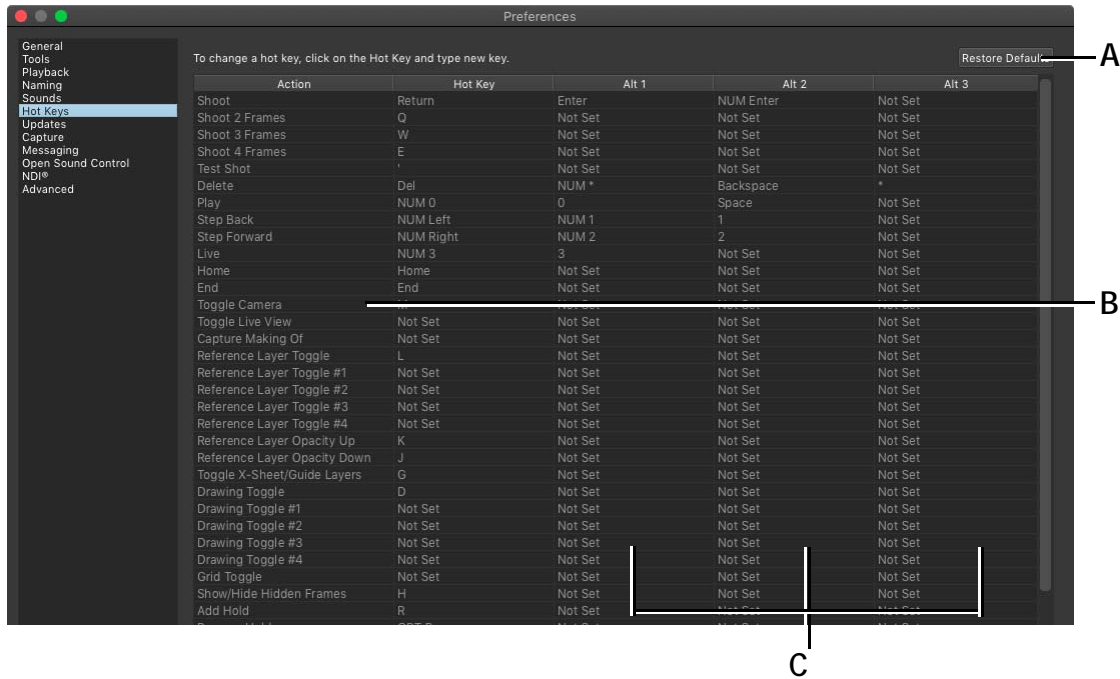 Preferences
General
Tools
Playback
Naming
Sounds
Hot Keys
Updates
Capture
Messaging
Open Sound Control
NDI®
Advanced
To change a hot key, click on the Hot Key and type new key.
Restore Defaults
A
Action Hot Key Alt 1 Alt 2 Alt 3
Shoot Return Enter NUM Enter Not Set
Shoot 2 Frames Q Not Set Not Set Not Set
Shoot 3 Frames W Not Set Not Set Not Set
Shoot 4 Frames E Not Set Not Set Not Set
Test Shot ' Not Set Not Set Not Set
Delete Del NUM * Backspace *
Play NUM 0 0 Space Not Set
Step Back NUM Left NUM 1 1 Not Set
Step Forward NUM Right NUM 2 2 Not Set
Live NUM 3 3 Not Set Not Set
Home Home Not Set Not Set Not Set
End End Not Set Not Set Not Set
Toggle Camera Not Set Not Set Not Set
B
Toggle Live View Not Set Not Set Not Set Not Set
Capture Making Of Not Set Not Set Not Set Not Set
Reference Layer Toggle L Not Set Not Set Not Set
Reference Layer Toggle #1 Not Set Not Set Not Set Not Set
Reference Layer Toggle #2 Not Set Not Set Not Set Not Set
Reference Layer Toggle #3 Not Set Not Set Not Set Not Set
Reference Layer Toggle #4 Not Set Not Set Not Set Not Set
Reference Layer Opacity Up K Not Set Not Set Not Set
Reference Layer Opacity Down J Not Set Not Set Not Set
Toggle X-Sheet/Guide Layers G Not Set Not Set Not Set
Drawing Toggle D Not Set Not Set Not Set
Drawing Toggle #1 Not Set Not Set Not Set Not Set
Drawing Toggle #2 Not Set Not Set Not Set Not Set
Drawing Toggle #3 Not Set Not Set Not Set Not Set
Drawing Toggle #4 Not Set Not Set Not Set Not Set
Grid Toggle Not Set Not Set Not Set Not Set
Show/Hide Hidden Frames H Not Set Not Set Not Set
Add Hold R Not Set Not Set Not Set
C